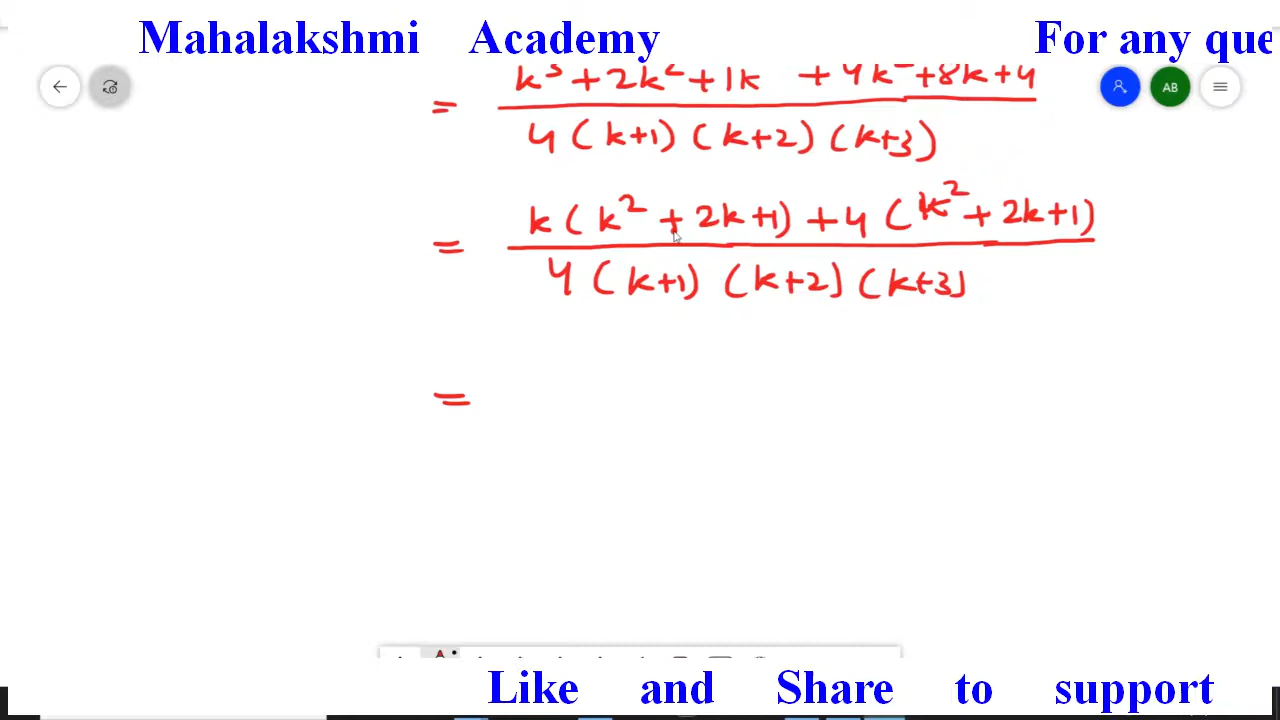 Mahalakshmi Academy For any que
= k³ + 2k² + 1k + 4k² + 8k + 4
AB
4 (k+1) (k+2) (k+3)
= k (k² + 2k + 1) + 4 (k² + 2k + 1)
4 (k+1) (k+2) (k+3)
=
Like and Share to support